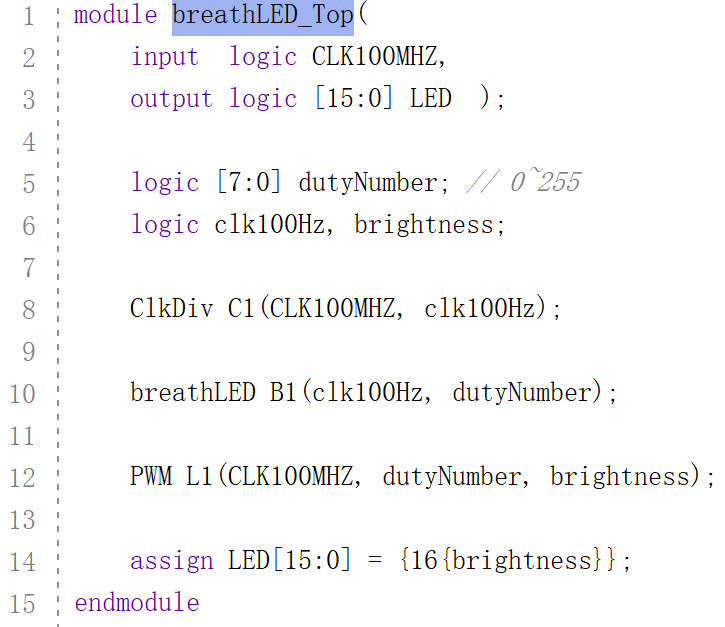 1 module breathLED_Top(
2 input logic CLK100MHZ,
3 output logic [15:0] LED );
4
5 logic [7:0] dutyNumber; // 0~255
6 logic clk100Hz, brightness;
7
8 ClkDiv C1(CLK100MHZ, clk100Hz);
9
10 breathLED B1(clk100Hz, dutyNumber);
11
12 PWM L1(CLK100MHZ, dutyNumber, brightness);
13
14 assign LED[15:0] = {16{brightness}};
15 endmodule